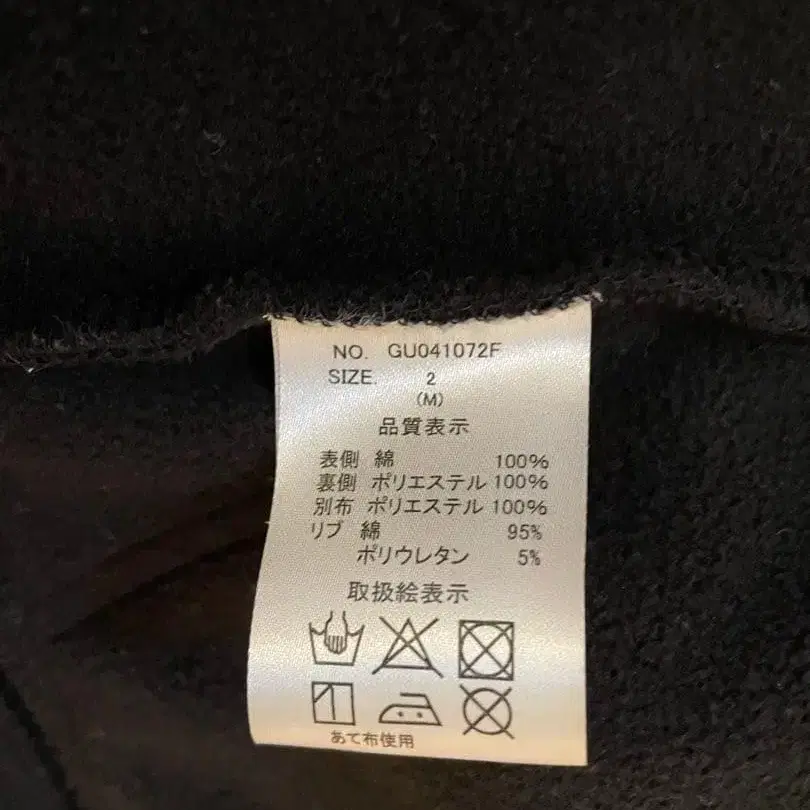 NO. GU041072F
SIZE. 2
(M)
品質表示
表側 綿 100%
裏側 ポリエステル 100%
別布 ポリエステル 100%
リブ 綿 95%
ポリウレタン 5%
取扱絵表示
あて布使用